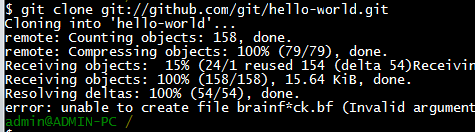 $ git clone git://github.com/git/hello-world.git
Cloning into 'hello-world'...
remote: Counting objects: 158, done.
remote: Compressing objects: 100% (79/79), done.
Receiving objects:  15% (24/1 reused 154 (delta 54)Receivin
Receiving objects: 100% (158/158), 15.64 KiB, done.
Resolving deltas: 100% (54/54), done.
error: unable to create file brainf*ck.bf (Invalid argument
admin@ADMIN-PC /
$